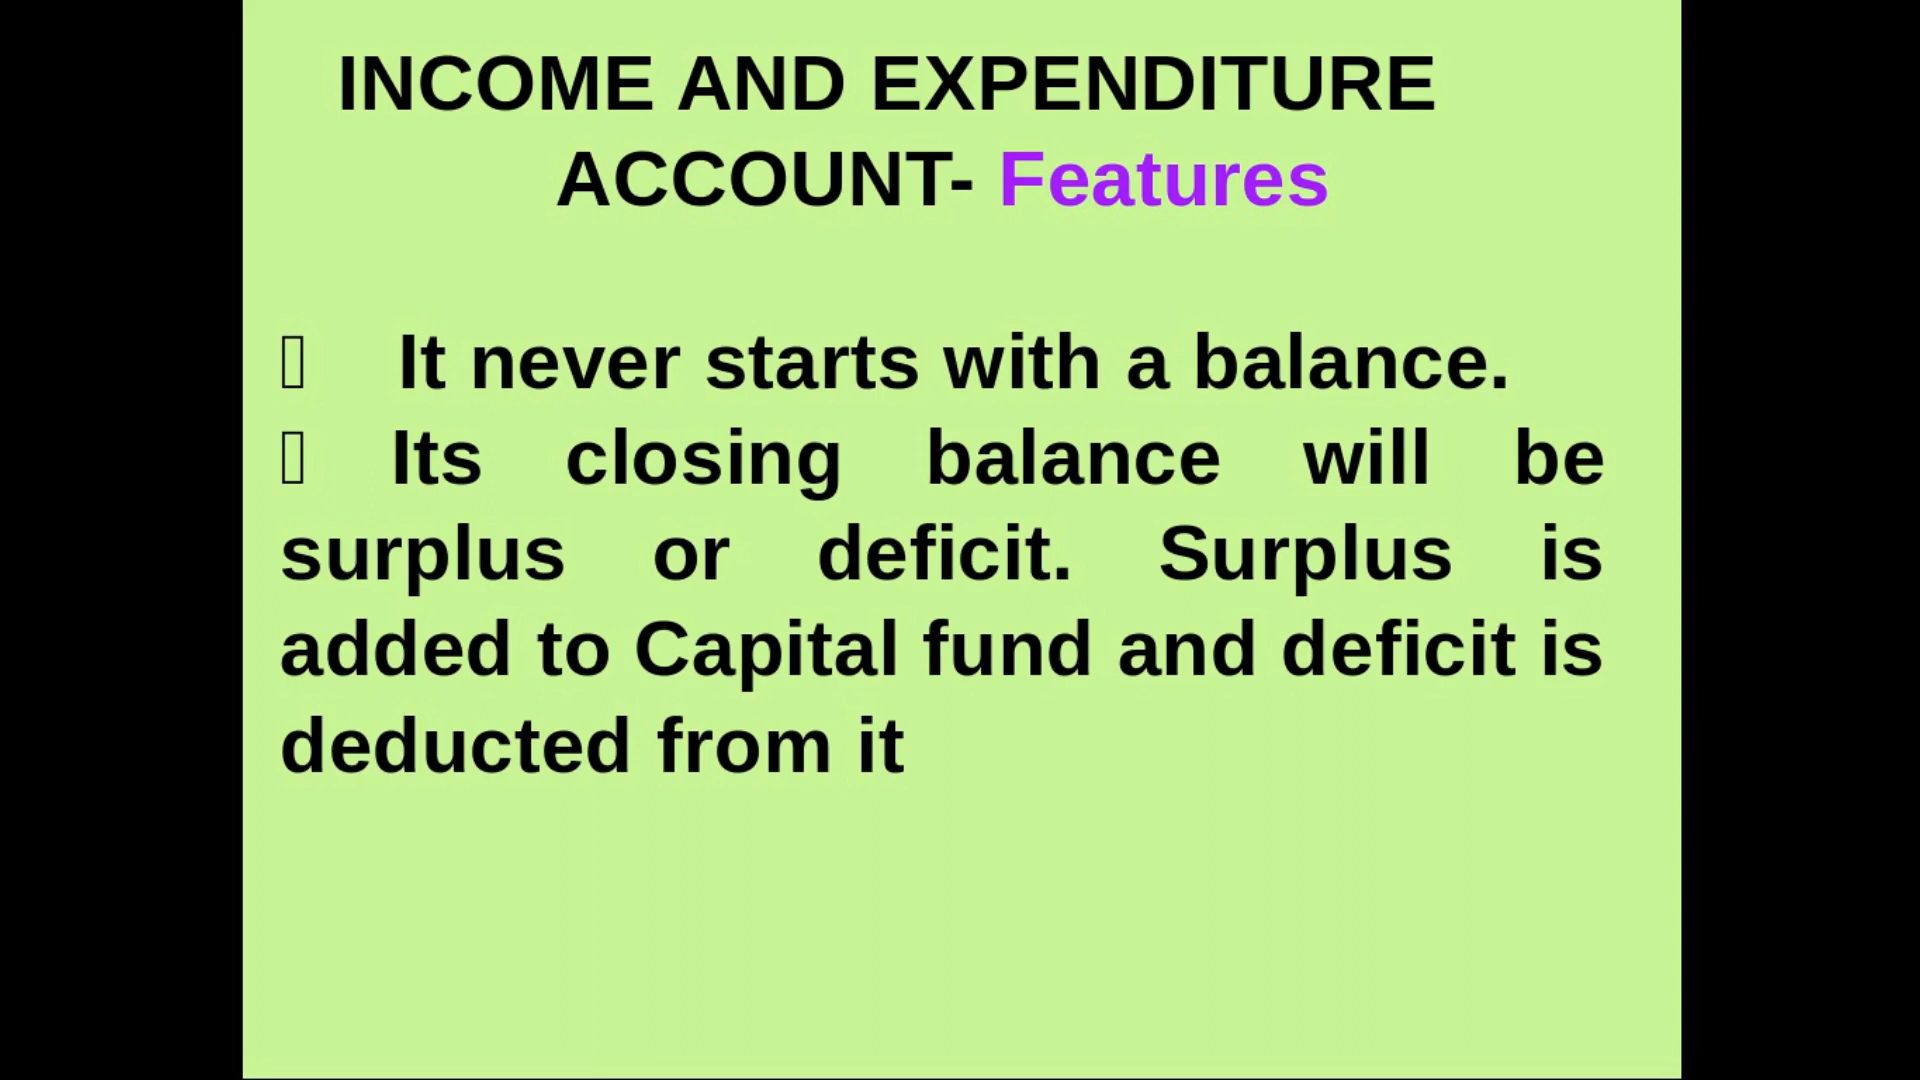 INCOME AND EXPENDITURE
ACCOUNT- Features
It never starts with a balance.
Its closing balance will be
surplus or deficit. Surplus is
added to Capital fund and deficit is
deducted from it